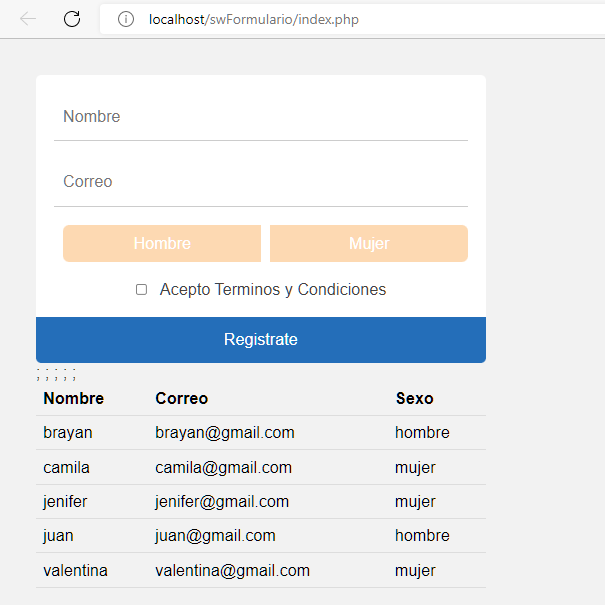 localhost/swFormulario/index.php
Nombre
Correo
Hombre Mujer
Acepto Terminos y Condiciones
Registrate
; ; ; ; ;
Nombre Correo Sexo
brayan brayan@gmail.com hombre
camila camila@gmail.com mujer
jenifer jenifer@gmail.com mujer
juan juan@gmail.com hombre
valentina valentina@gmail.com mujer